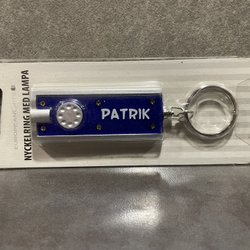 NYCKELRING MED LAMPA
PATRIK